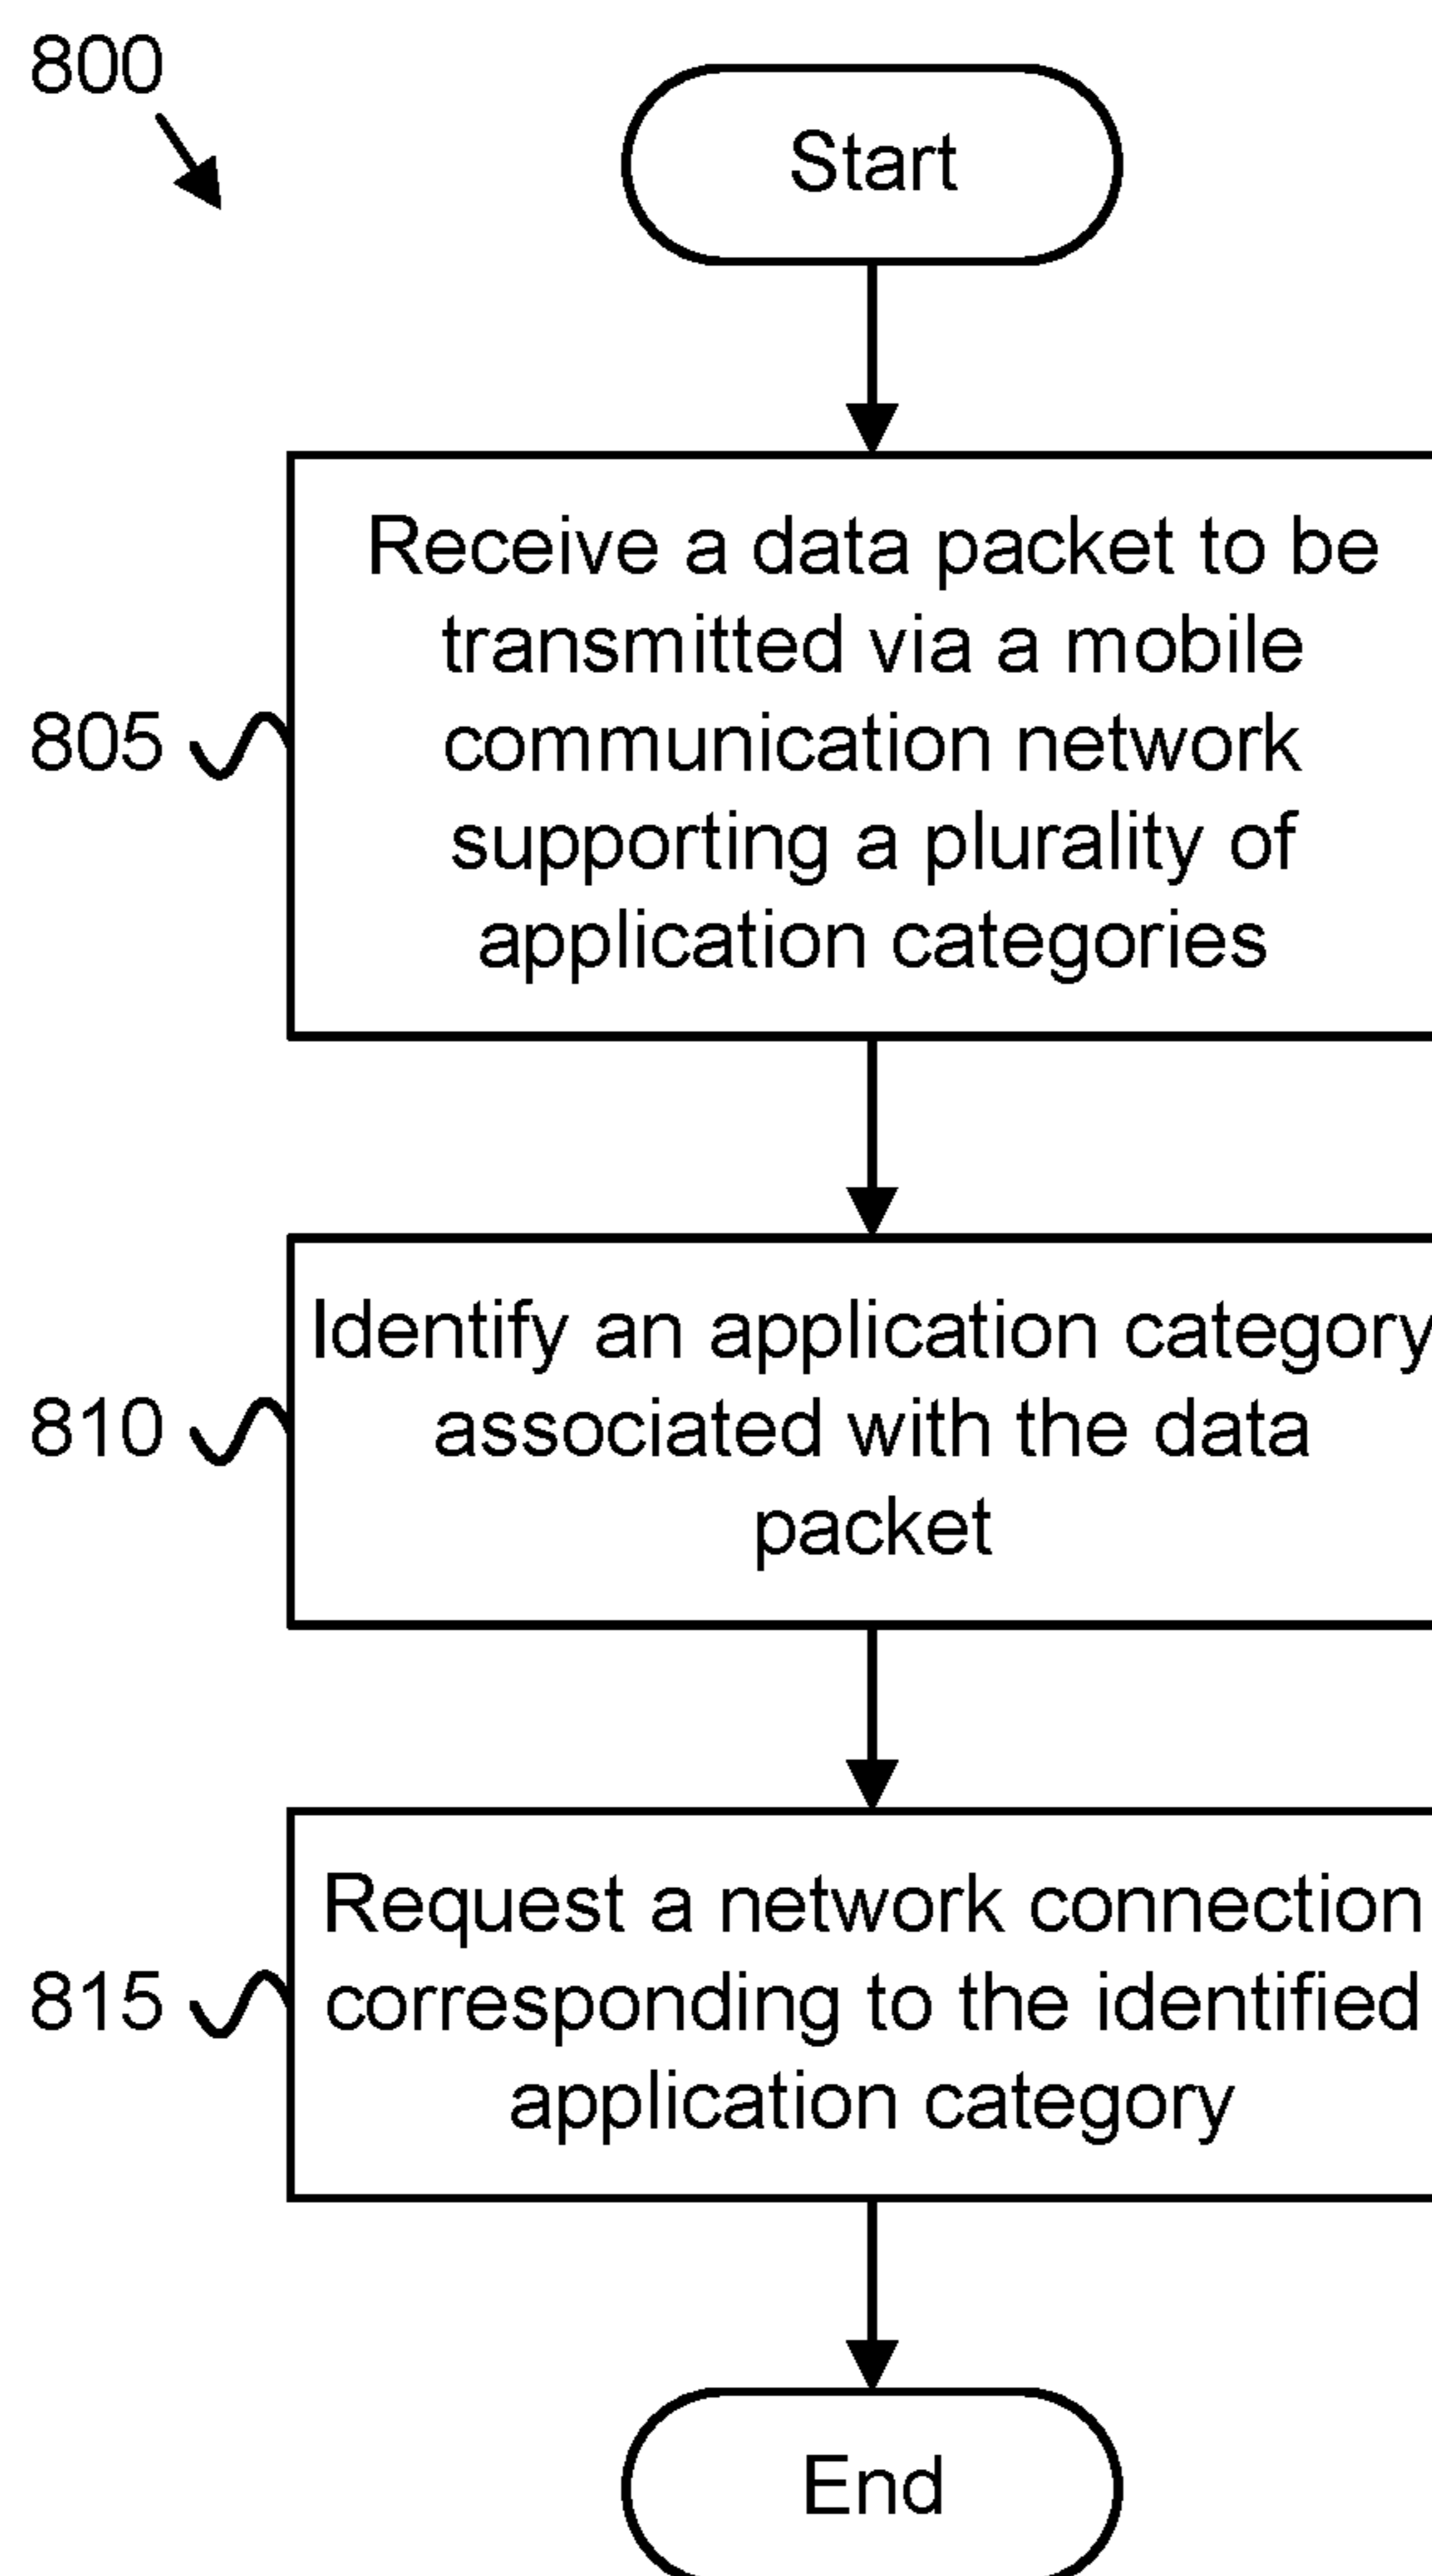 800
Start
805
Receive a data packet to be
transmitted via a mobile
communication network
supporting a plurality of
application categories
810
Identify an application category
associated with the data
packet
815
Request a network connection
corresponding to the identified
application category
End